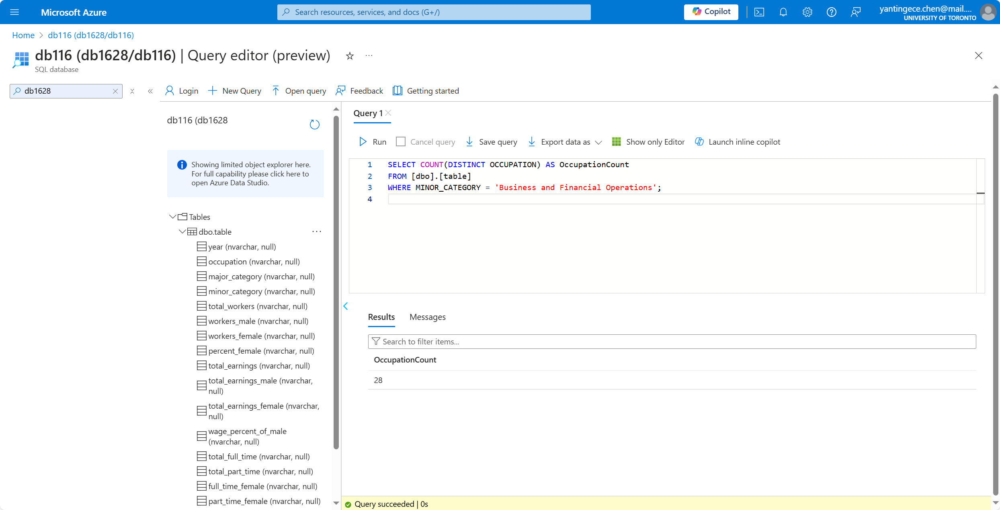 Microsoft Azure
Search resources, services, and docs (G+/)
Copilot
yantingece.chen@mail....
UNIVERSITY OF TORONTO
Home > db116 (db1628/db116)
db116 (db1628/db116) | Query editor (preview)
SQL database
db1628
Login
New Query
Open query
Feedback
Getting started
db116 (db1628
Showing limited object explorer here.
For full capability please click here to
open Azure Data Studio.
Tables
dbo.table
year (nvarchar, null)
occupation (nvarchar, null)
major_category (nvarchar, null)
minor_category (nvarchar, null)
total_workers (nvarchar, null)
workers_male (nvarchar, null)
workers_female (nvarchar, null)
percent_female (nvarchar, null)
total_earnings (nvarchar, null)
total_earnings_male (nvarchar,
null)
total_earnings_female (nvarchar,
null)
wage_percent_of_male
(nvarchar, null)
total_full_time (nvarchar, null)
total_part_time (nvarchar, null)
full_time_female (nvarchar, null)
part_time_female (nvarchar, null)
Query 1
Run
Cancel query
Save query
Export data as
Show only Editor
Launch inline copilot
1 SELECT COUNT(DISTINCT OCCUPATION) AS OccupationCount
2 FROM [dbo].[table]
3 WHERE MINOR_CATEGORY = 'Business and Financial Operations';
4
Results
Messages
Search to filter items...
OccupationCount
28
Query succeeded | 0s